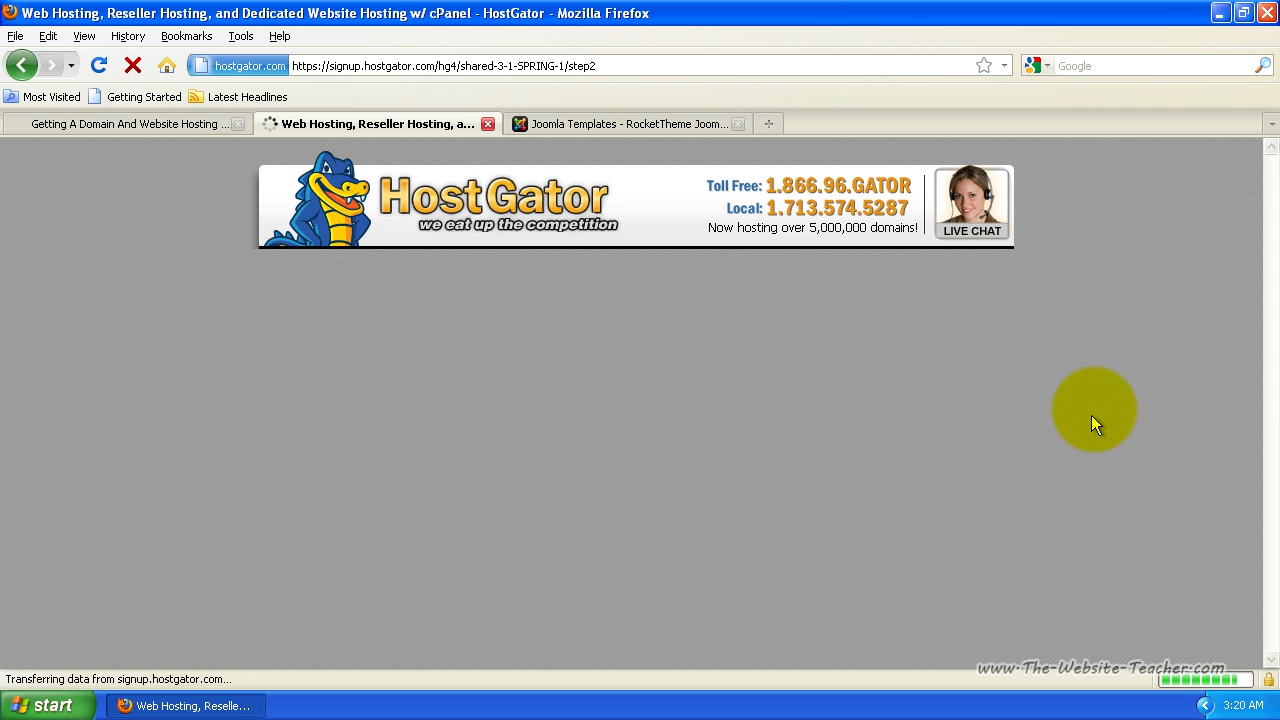 Web Hosting, Reseller Hosting, and Dedicated Website Hosting w/ cPanel - HostGator - Mozilla Firefox
File Edit View History Bookmarks Tools Help
hostgator.com https://signup.hostgator.com/hg4/shared-3-1-SPRING-1/step2 Google
Most Visited Getting Started Latest Headlines
Getting A Domain And Website Hosting ... Web Hosting, Reseller Hosting, a... Joomla Templates - RocketTheme Joom...
HostGator
we eat up the competition
Toll Free: 1.866.96.GATOR
Local: 1.713.574.5287
Now hosting over 5,000,000 domains!
LIVE CHAT
www.The-Website-Teacher.com
Transferring data from signup.hostgator.com...
start Web Hosting, Reselle... 3:20 AM